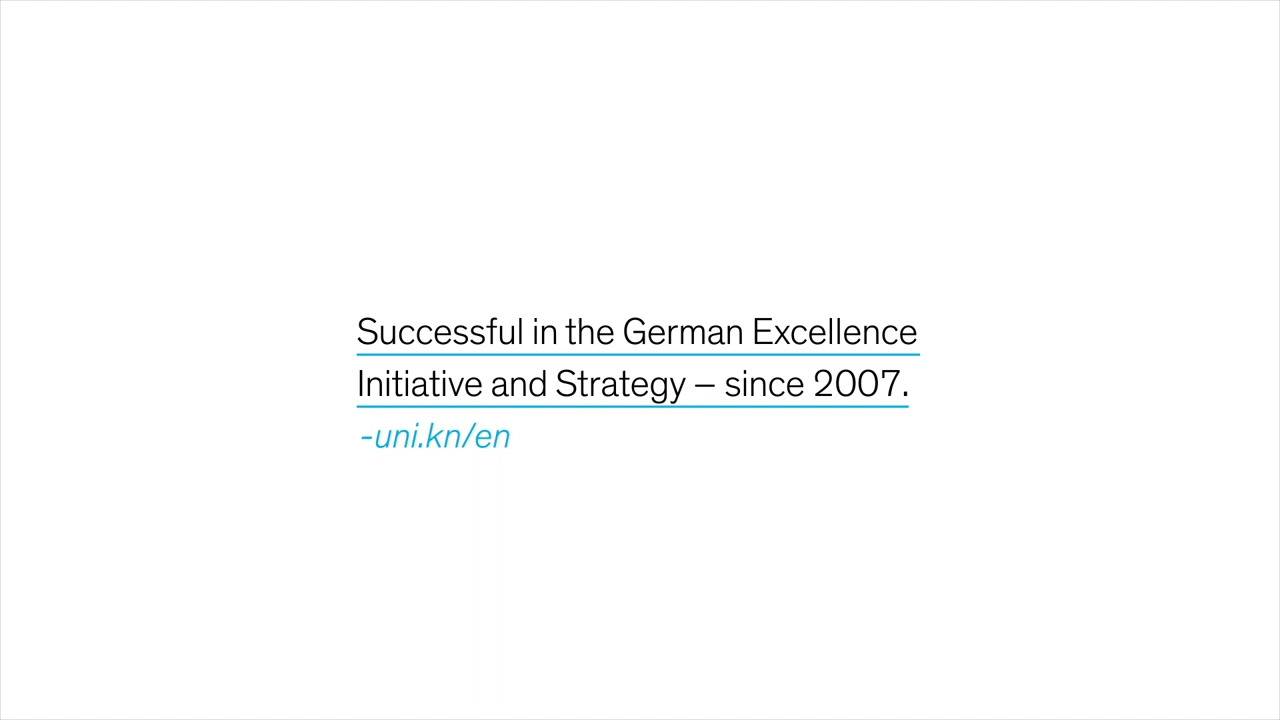 Successful in the German Excellence
Initiative and Strategy – since 2007.
-uni.kn/en